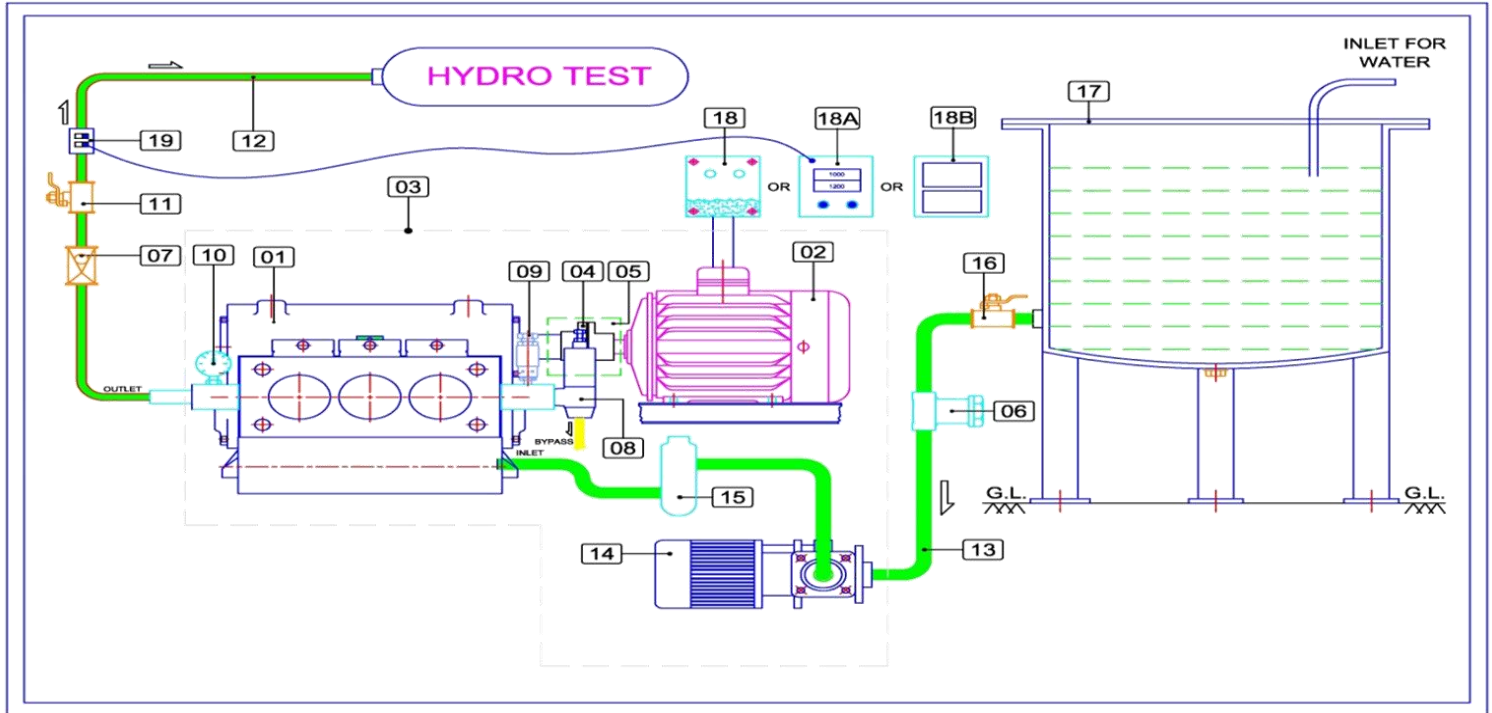 INLET FOR
WATER
HYDRO TEST
17
18
18A
18B
19
12
1000
1200
OR
OR
03
11
07
10
01
09
04
05
02
16
OUTLET
06
BYPASS
08
INLET
15
G.L.
G.L.
14
13